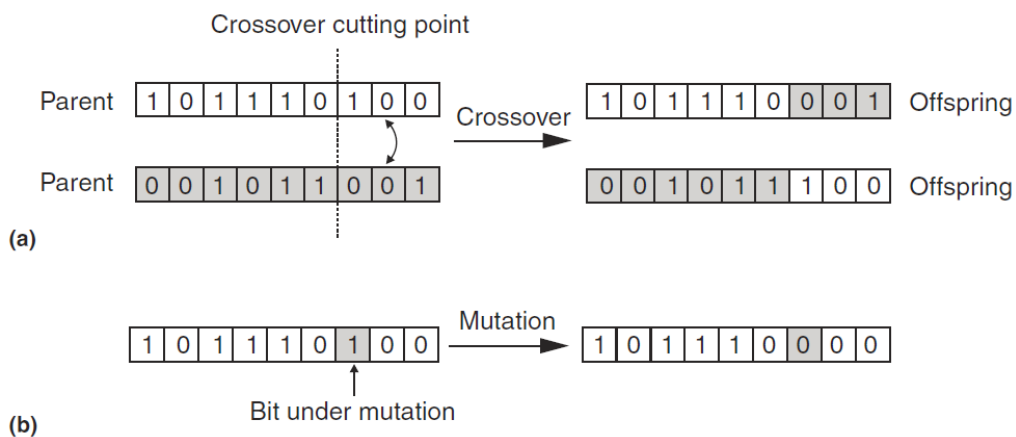 Crossover cutting point
Parent 1 0 1 1 1 0 1 0 0 Crossover 1 0 1 1 1 0 0 0 1 Offspring
Parent 0 0 1 0 1 1 0 0 1 0 0 1 0 1 1 1 0 0 Offspring
(a)
1 0 1 1 1 0 1 0 0 Mutation 1 0 1 1 1 0 0 0 0
Bit under mutation
(b)